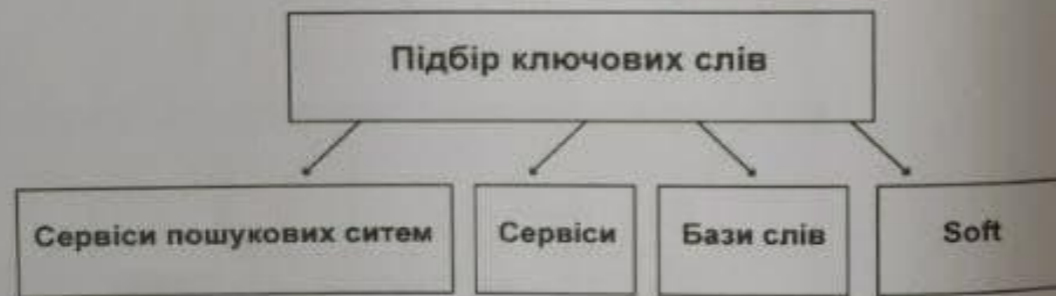 Підбір ключових слів
Сервіси пошукових ситем
Сервіси
Бази слів
Soft